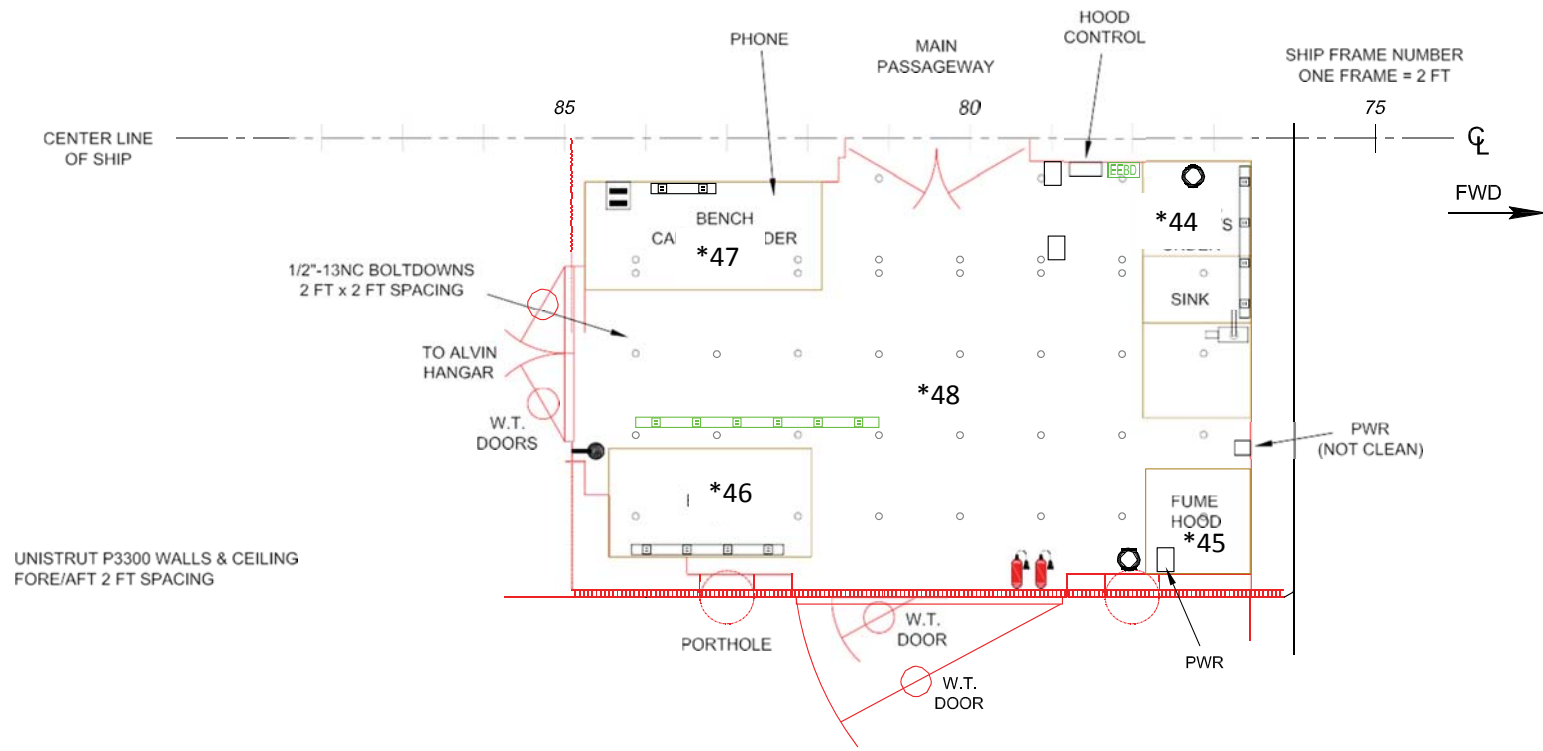 HOOD
CONTROL
PHONE
MAIN
PASSAGEWAY
SHIP FRAME NUMBER
ONE FRAME = 2 FT
85
80
75
CENTER LINE
OF SHIP
CL
FWD
EEBD
BENCH
*44
*47
1/2"-13NC BOLTDOWNS
2 FT x 2 FT SPACING
SINK
TO ALVIN
HANGAR
*48
W.T.
DOORS
PWR
(NOT CLEAN)
*46
FUME
HOOD
*45
UNISTRUT P3300 WALLS & CEILING
FORE/AFT 2 FT SPACING
PORTHOLE
W.T.
DOOR
PWR
W.T.
DOOR